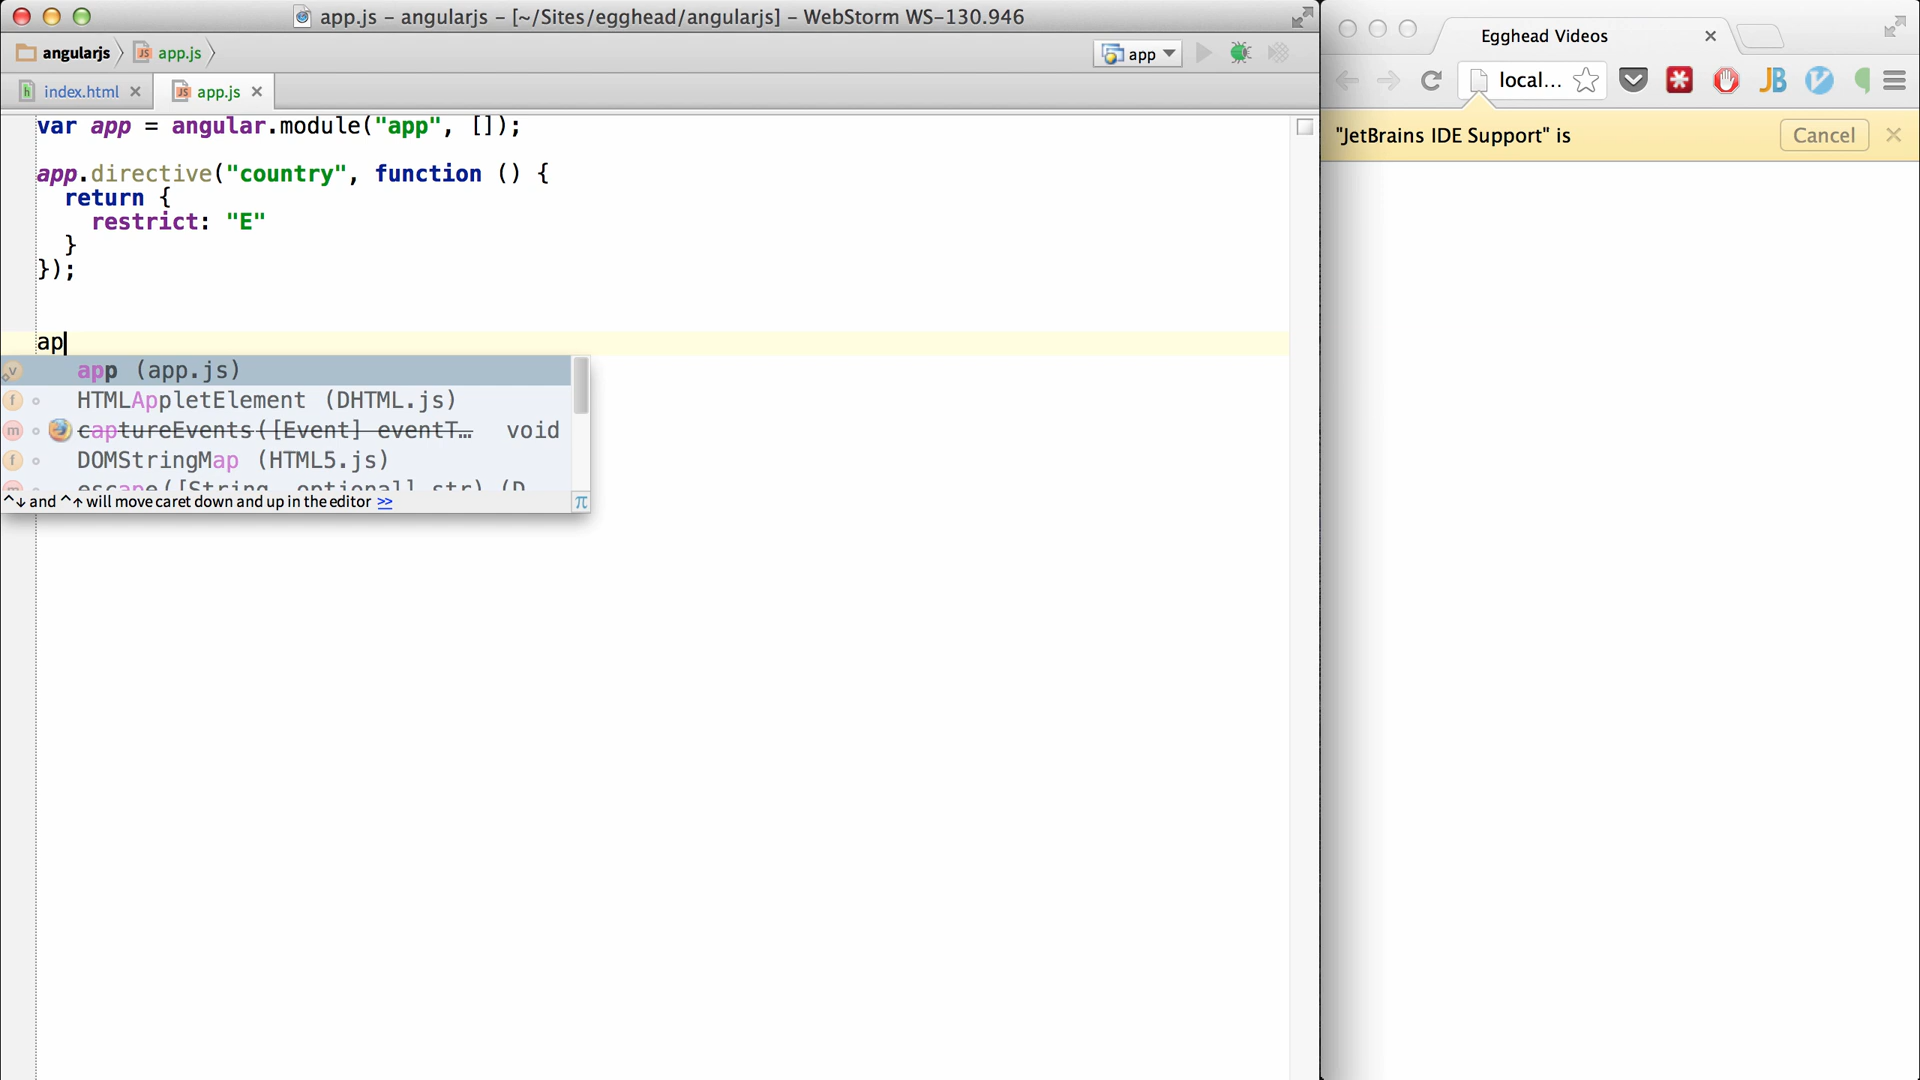 app.js – angularjs – [~/Sites/egghead/angularjs] – WebStorm WS-130.946
angularjs
app.js
app
index.html
app.js
var app = angular.module("app", []);
app.directive("country", function () {
return {
restrict: "E"
}
});
ap
app (app.js)
HTMLAppletElement (DHTML.js)
captureEvents([Event] eventT… void
DOMStringMap (HTML5.js)
escape([String, optional] str) (D
^↓ and ^↑ will move caret down and up in the editor >>
π
Egghead Videos
local...
JB
"JetBrains IDE Support" is
Cancel